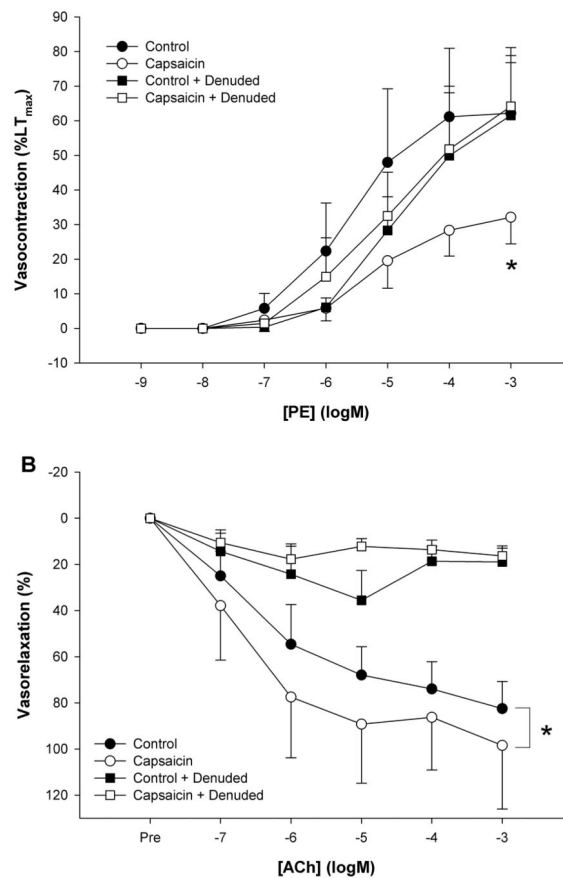 90
80
70
60
50
40
30
20
10
0
-10
Vasocontraction (%LTmax)
Control
Capsaicin
Control + Denuded
Capsaicin + Denuded
*
-9 -8 -7 -6 -5 -4 -3
[PE] (logM)
B
-20
0
20
40
60
80
100
120
Vasorelaxation (%)
*
Control
Capsaicin
Control + Denuded
Capsaicin + Denuded
Pre -7 -6 -5 -4 -3
[ACh] (logM)